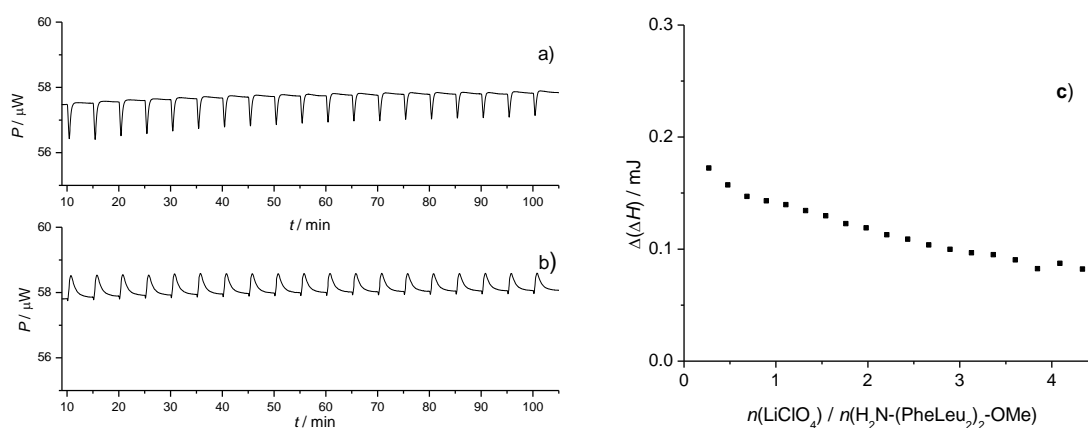 60
58
56
P / μW
a)
10 20 30 40 50 60 70 80 90 100
t / min
60
58
56
P / μW
b)
10 20 30 40 50 60 70 80 90 100
t / min
0.3
0.2
0.1
0.0
Δ(ΔH) / mJ
c)
0 1 2 3 4
n(LiClO₄) / n(H₂N-(PheLeu₂)₂-OMe)